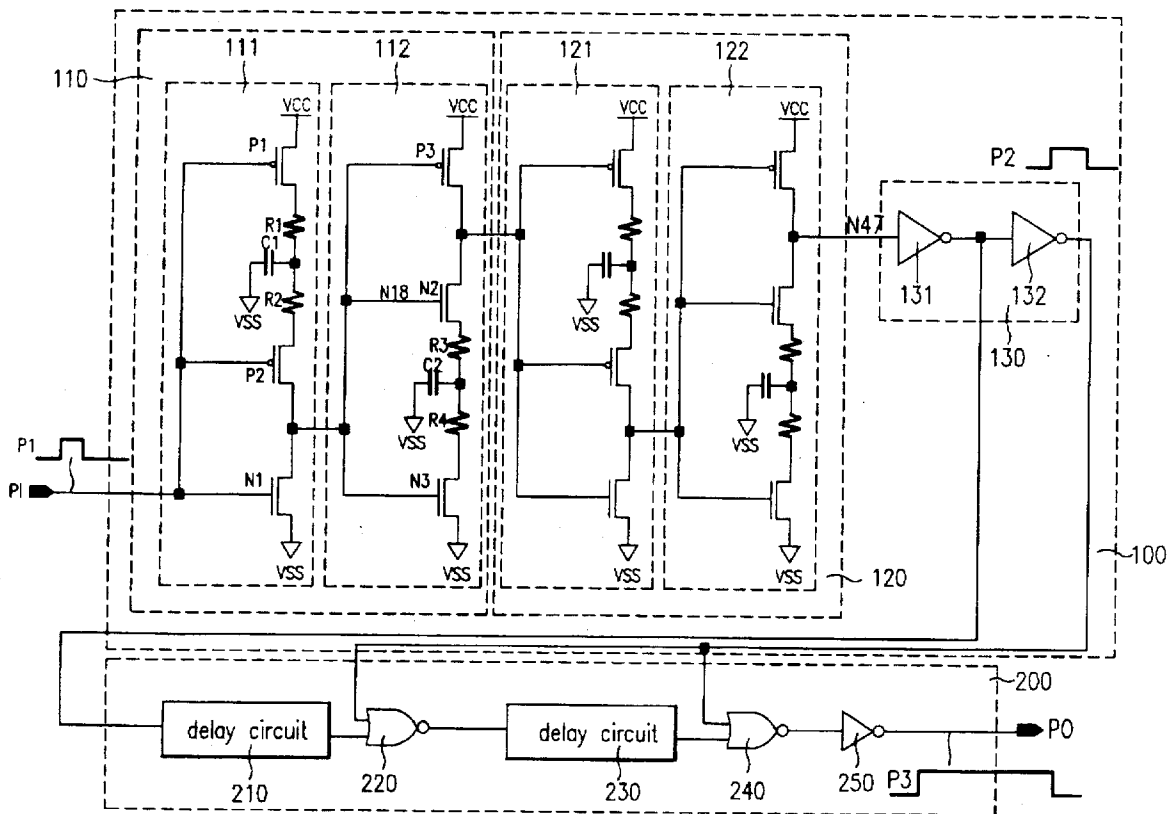 111
112
121
122
110
VCC
VCC
VCC
VCC
P1
P3
P2
R1
C1
N47
R2
VSS
N18
N2
VSS
131
132
R3
C2
130
P2
R4
VSS
VSS
P1
PI
N1
N3
VSS
VSS
VSS
VSS
100
120
200
delay circuit
delay circuit
PO
210
220
230
240
250
P3